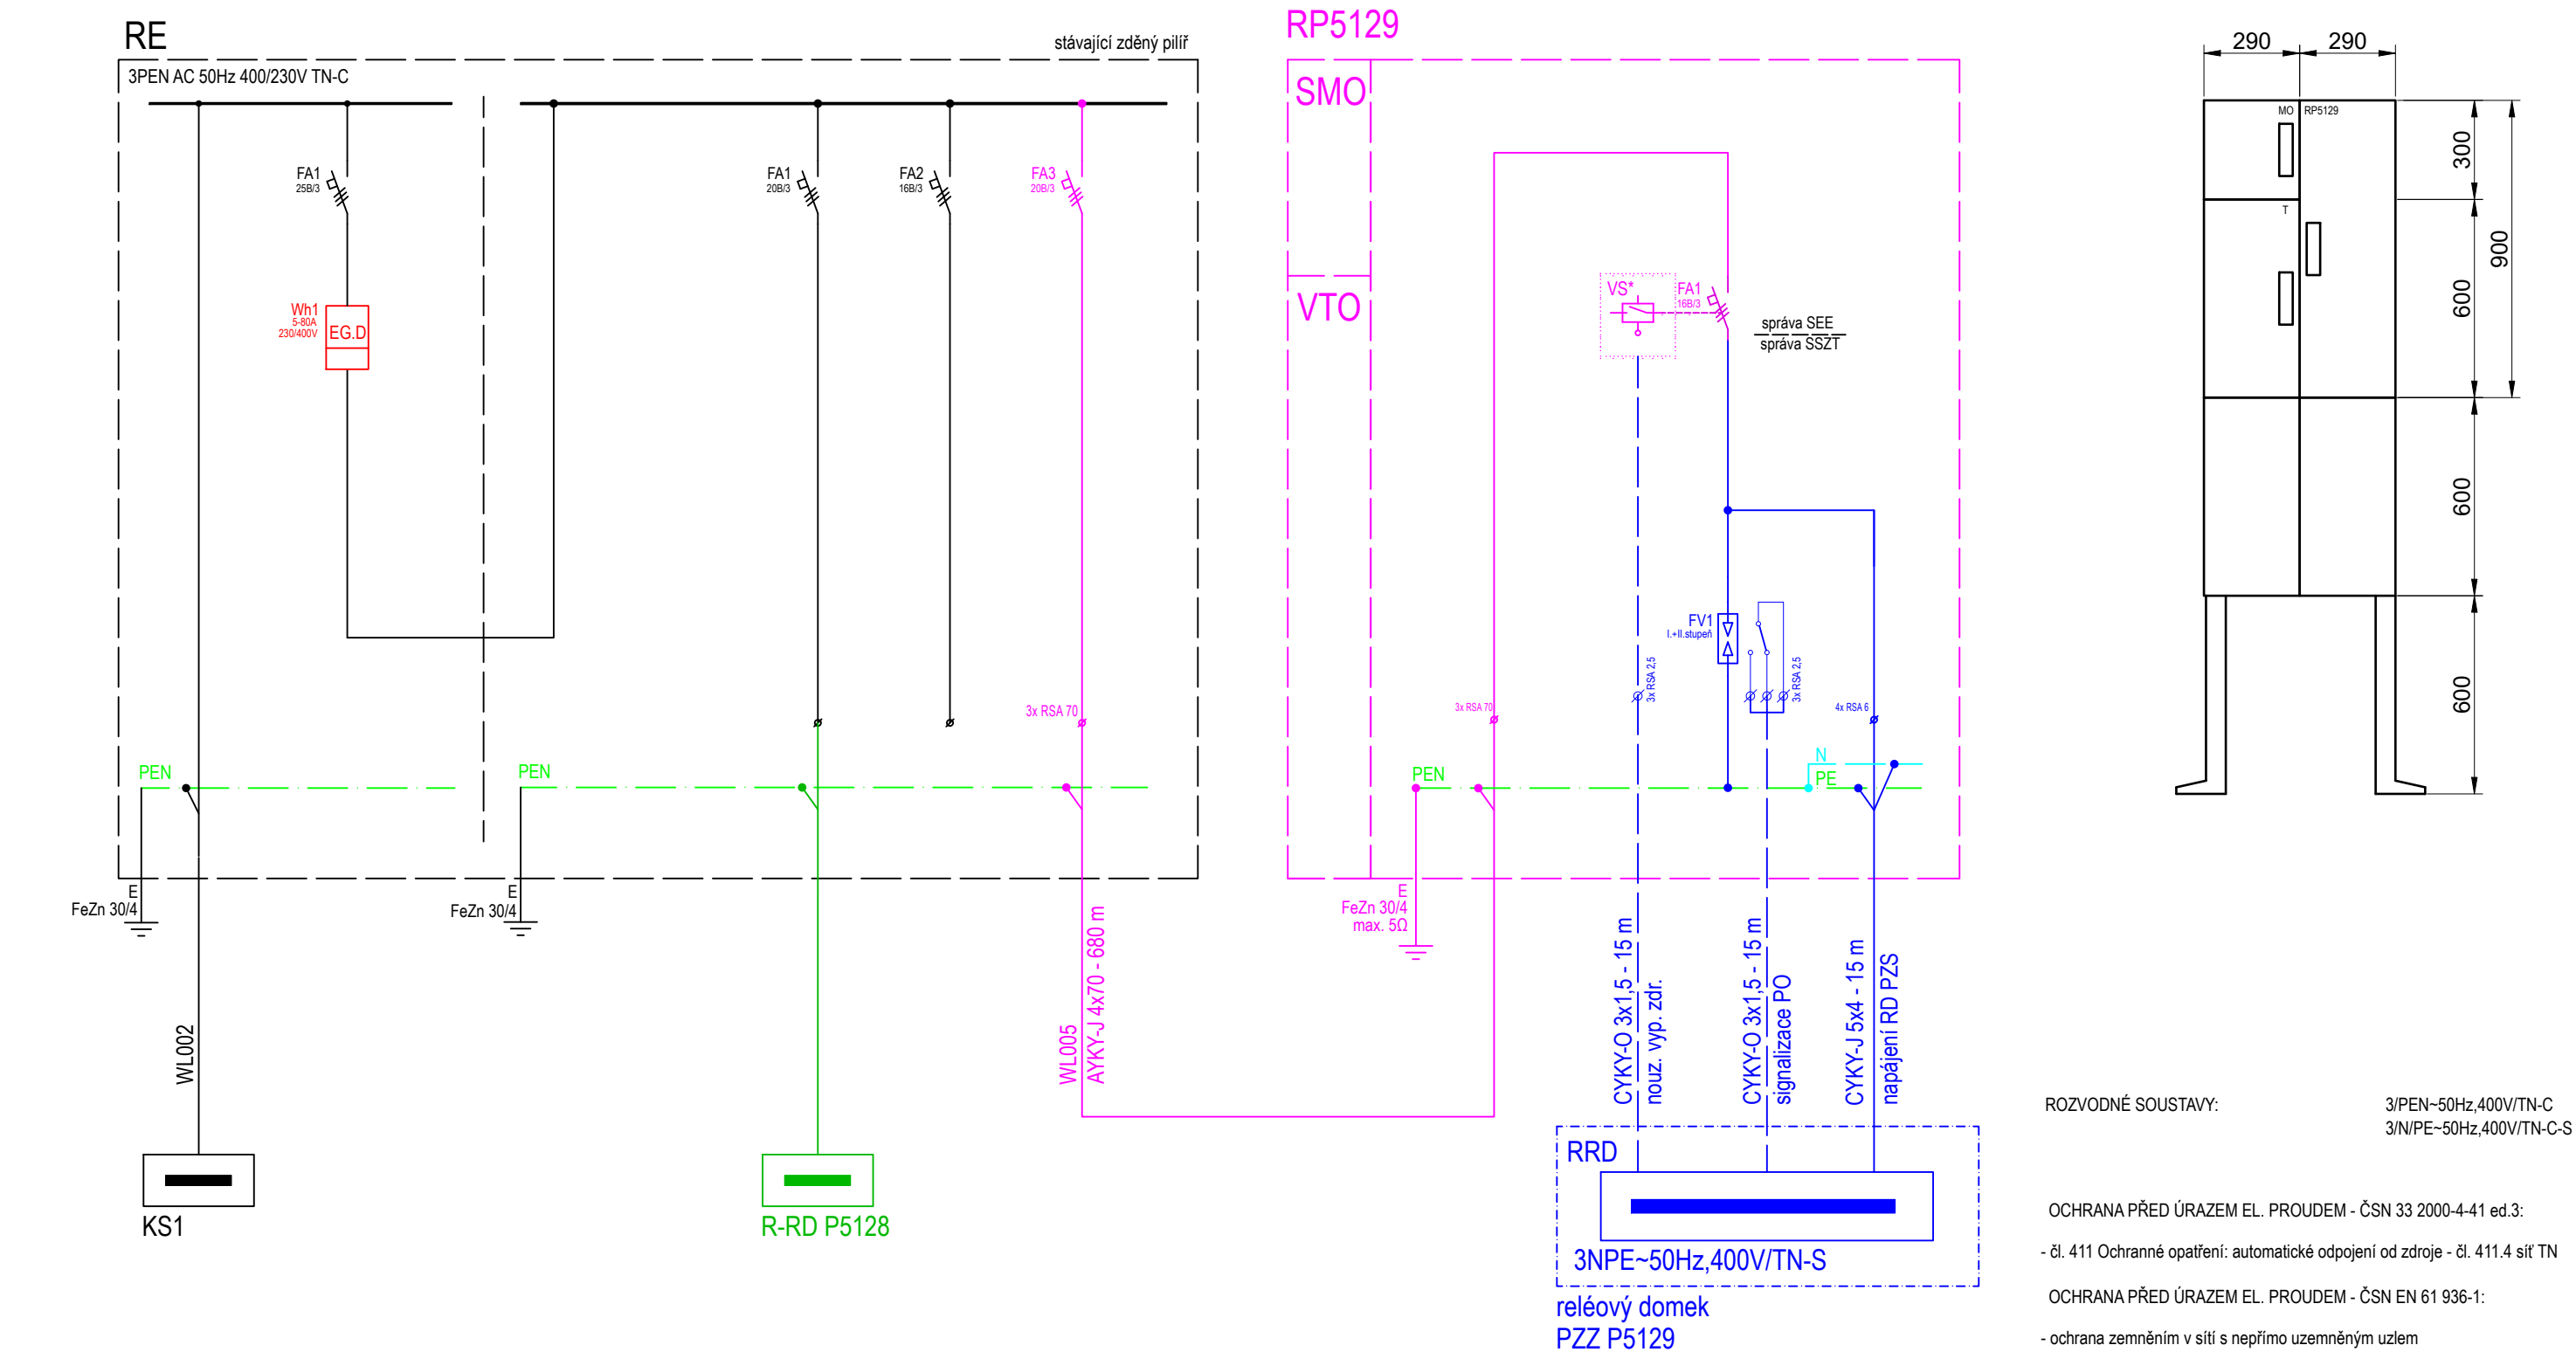 RE
stávající zděný pilíř
3PEN AC 50Hz 400/230V TN-C
FA1
25B/3
FA1
20B/3
FA2
16B/3
FA3
20B/3
Wh1
5-80A
230/400V
EG.D
3x RSA 70
PEN
PEN
E
FeZn 30/4
E
FeZn 30/4
WL002
WL005
AYKY-J 4x70 - 680 m
KS1
R-RD P5128
RP5129
SMO
VTO
VS*
FA1
16B/3
správa SEE
správa SSZT
FV1
I.+II.stupeň
3x RSA 2,5
3x RSA 2,5
3x RSA 70
4x RSA 6
PEN
N
PE
E
FeZn 30/4
max. 5Ω
CYKY-O 3x1,5 - 15 m
nouz. vyp. zdr.
CYKY-O 3x1,5 - 15 m
signalizace PO
CYKY-J 5x4 - 15 m
napájení RD PZS
RRD
3NPE~50Hz,400V/TN-S
reléový domek
PZZ P5129
290
290
MO
RP5129
T
300
600
900
600
600
ROZVODNÉ SOUSTAVY:
3/PEN~50Hz,400V/TN-C
3/N/PE~50Hz,400V/TN-C-S
OCHRANA PŘED ÚRAZEM EL. PROUDEM - ČSN 33 2000-4-41 ed.3:
- čl. 411 Ochranné opatření: automatické odpojení od zdroje - čl. 411.4 síť TN
OCHRANA PŘED ÚRAZEM EL. PROUDEM - ČSN EN 61 936-1:
- ochrana zemněním v sítí s nepřímo uzemněným uzlem